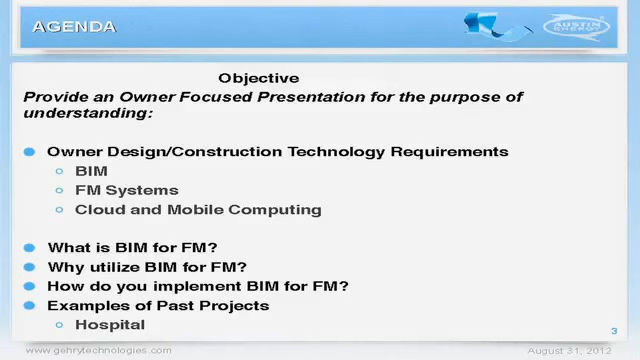 AGENDA
AUSTIN
ENERGY
Objective
Provide an Owner Focused Presentation for the purpose of
understanding:
Owner Design/Construction Technology Requirements
BIM
FM Systems
Cloud and Mobile Computing
What is BIM for FM?
Why utilize BIM for FM?
How do you implement BIM for FM?
Examples of Past Projects
Hospital
3
www.gehrytechnologies.com
August 31, 2012